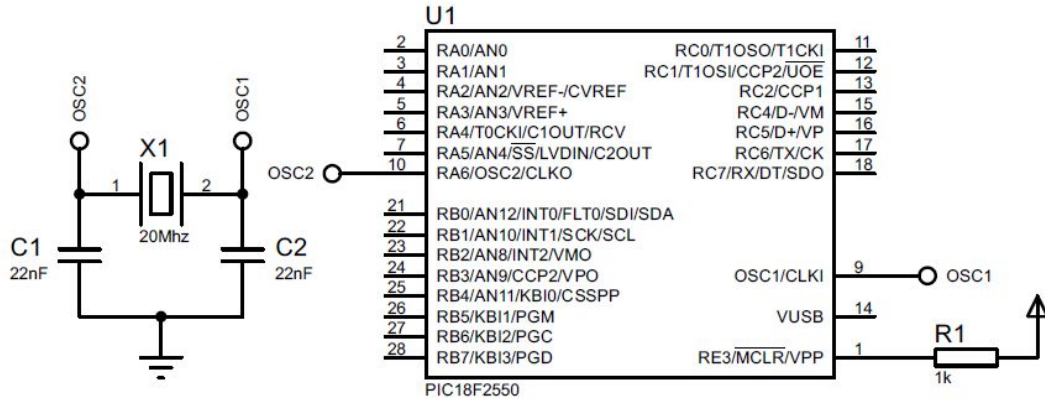 U1
2 RA0/AN0 RC0/T1OSO/T1CKI 11
3 RA1/AN1 RC1/T1OSI/CCP2/UOE 12
4 RA2/AN2/VREF-/CVREF RC2/CCP1 13
5 RA3/AN3/VREF+ RC4/D-/VM 15
6 RA4/T0CKI/C1OUT/RCV RC5/D+/VP 16
7 RA5/AN4/SS/LVDIN/C2OUT RC6/TX/CK 17
OSC2 10 RA6/OSC2/CLKO RC7/RX/DT/SDO 18
21 RB0/AN12/INT0/FLT0/SDI/SDA
22 RB1/AN10/INT1/SCK/SCL
23 RB2/AN8/INT2/VMO
24 RB3/AN9/CCP2/VPO OSC1/CLKI 9 OSC1
25 RB4/AN11/KBI0/CSSPP
26 RB5/KBI1/PGM VUSB 14
27 RB6/KBI2/PGC
28 RB7/KBI3/PGD RE3/MCLR/VPP 1
PIC18F2550
R1
1k
OSC2
OSC1
X1
1 2
20Mhz
C1
22nF
C2
22nF